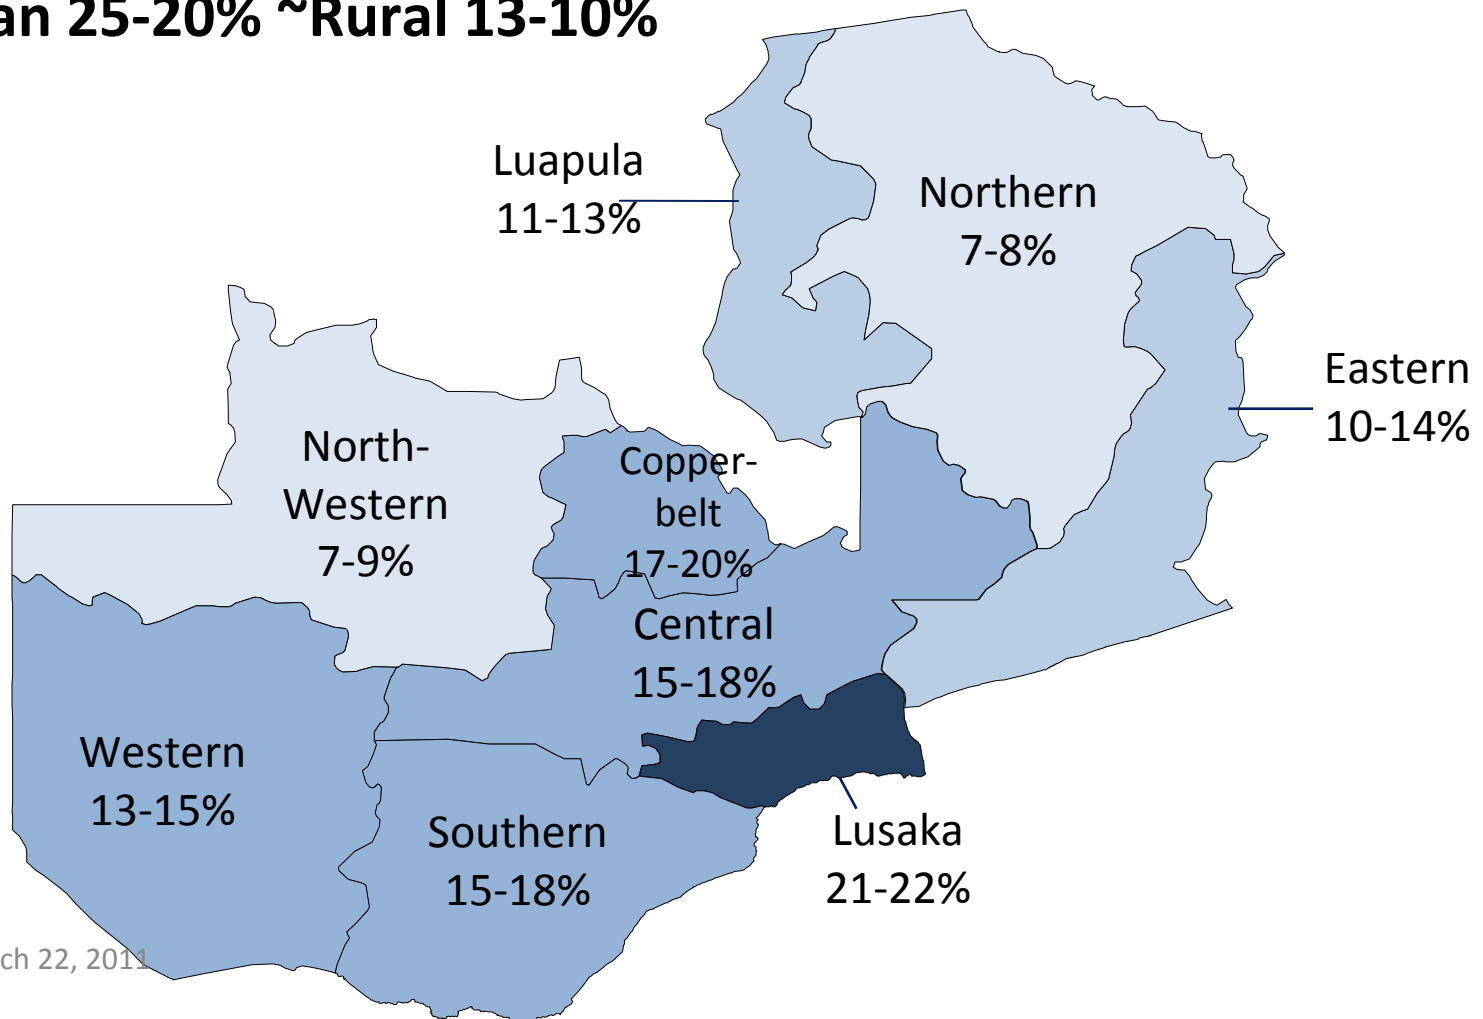 an 25-20% ~Rural 13-10%
Luapula
11-13%
Northern
7-8%
Eastern
10-14%
North-
Western
7-9%
Copper-
belt
17-20%
Central
15-18%
Western
13-15%
Southern
15-18%
Lusaka
21-22%
ch 22, 2011